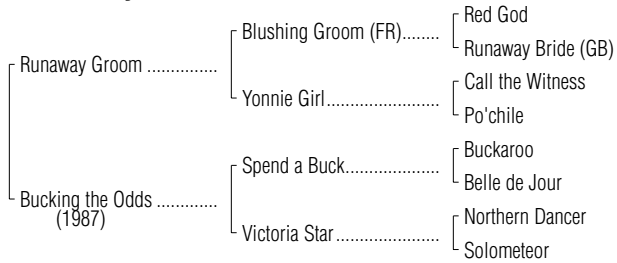 Red God
Blushing Groom (FR)........
Runaway Bride (GB)
Runaway Groom ...............
Call the Witness
Yonnie Girl........................
Po'chile
Buckaroo
Spend a Buck....................
Belle de Jour
Bucking the Odds .............
(1987)
Northern Dancer
Victoria Star......................
Solometeor